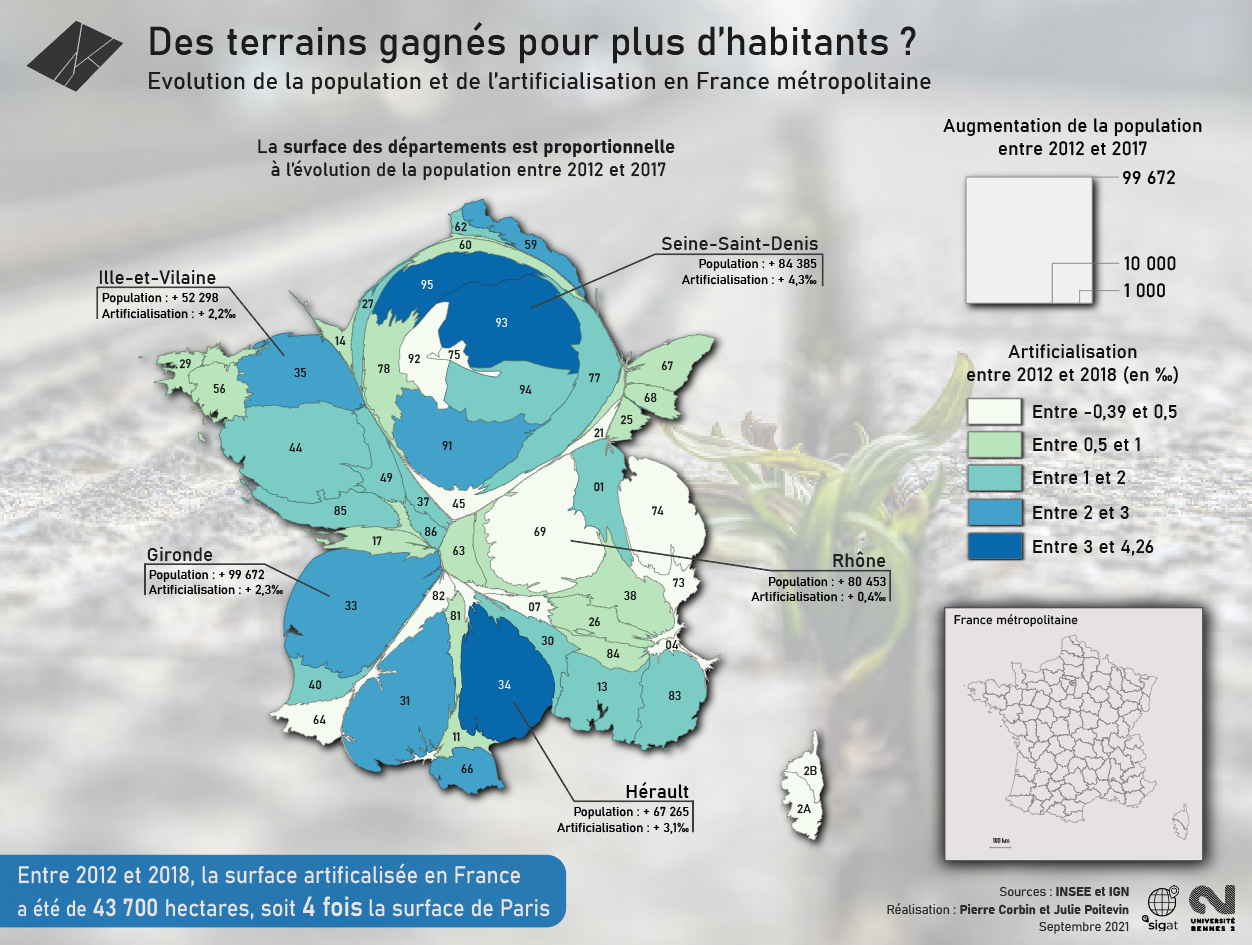 Des terrains gagnés pour plus d’habitants ?
Evolution de la population et de l’artificialisation en France métropolitaine
La surface des départements est proportionnelle
à l’évolution de la population entre 2012 et 2017
Augmentation de la population
entre 2012 et 2017
99 672
10 000
1 000
Artificialisation
entre 2012 et 2018 (en ‰)
Entre -0,39 et 0,5
Entre 0,5 et 1
Entre 1 et 2
Entre 2 et 3
Entre 3 et 4,26
Seine-Saint-Denis
Population : + 84 385
Artificialisation : + 4,3‰
Ille-et-Vilaine
Population : + 52 298
Artificialisation : + 2,2‰
Gironde
Population : + 99 672
Artificialisation : + 2,3‰
Rhône
Population : + 80 453
Artificialisation : + 0,4‰
Hérault
Population : + 67 265
Artificialisation : + 3,1‰
62
60
59
95
27
93
14
92
75
78
94
77
67
68
25
21
29
56
35
44
91
49
37
45
85
86
17
63
69
01
74
73
33
82
81
07
38
26
30
04
84
40
31
34
13
83
64
11
66
2B
2A
France métropolitaine
100 km
Entre 2012 et 2018, la surface artificalisée en France
a été de 43 700 hectares, soit 4 fois la surface de Paris
Sources : INSEE et IGN
Réalisation : Pierre Corbin et Julie Poitevin
Septembre 2021
sigat
UNIVERSITÉ
RENNES 2